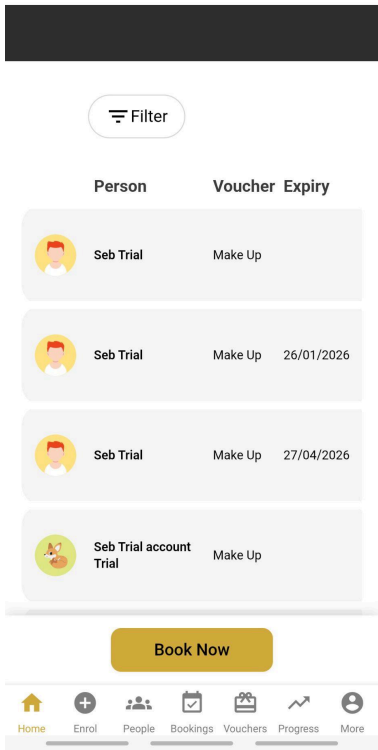 Filter
Person Voucher Expiry
Seb Trial Make Up
Seb Trial Make Up 26/01/2026
Seb Trial Make Up 27/04/2026
Seb Trial account
Trial
Make Up
Book Now
Home Enrol People Bookings Vouchers Progress More